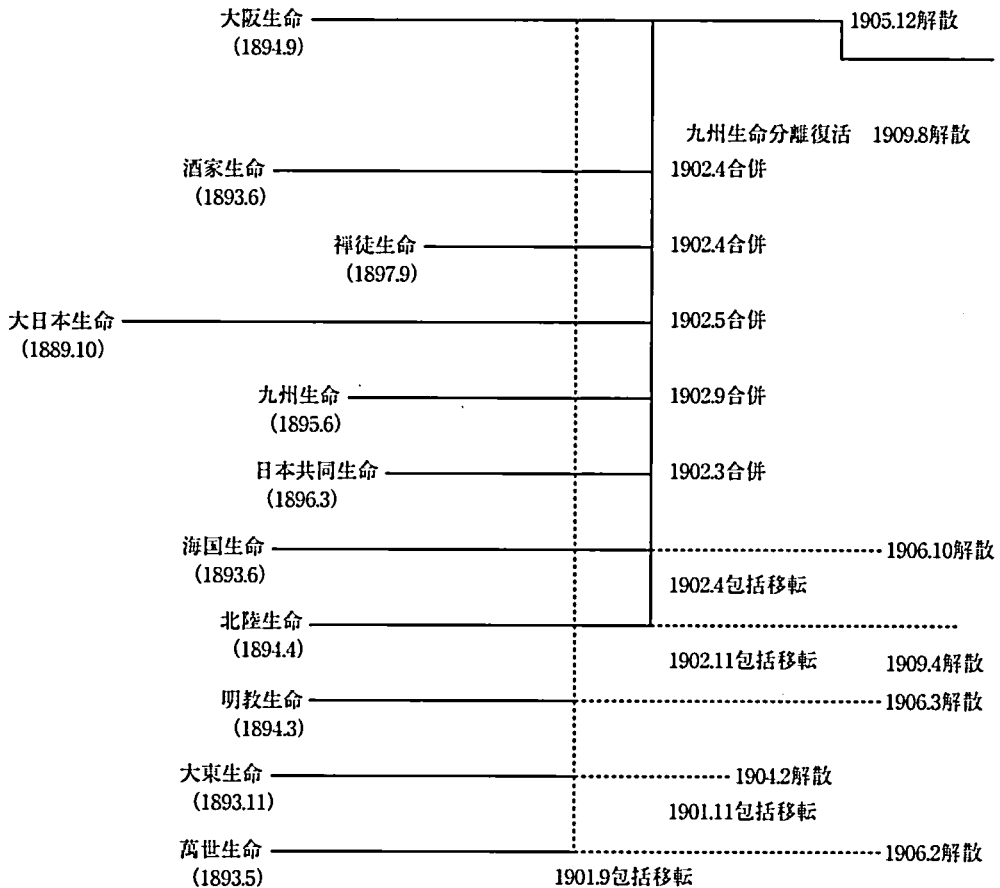 大阪生命
(1894.9)
1905.12解散
九州生命分離復活 1909.8解散
酒家生命
(1893.6)
1902.4合併
禅徒生命
(1897.9)
1902.4合併
大日本生命
(1889.10)
1902.5合併
九州生命
(1895.6)
1902.9合併
日本共同生命
(1896.3)
1902.3合併
海国生命
(1893.6)
1906.10解散
1902.4包括移転
北陸生命
(1894.4)
1902.11包括移転
1909.4解散
明教生命
(1894.3)
1906.3解散
大東生命
(1893.11)
1904.2解散
1901.11包括移転
萬世生命
(1893.5)
1906.2解散
1901.9包括移転